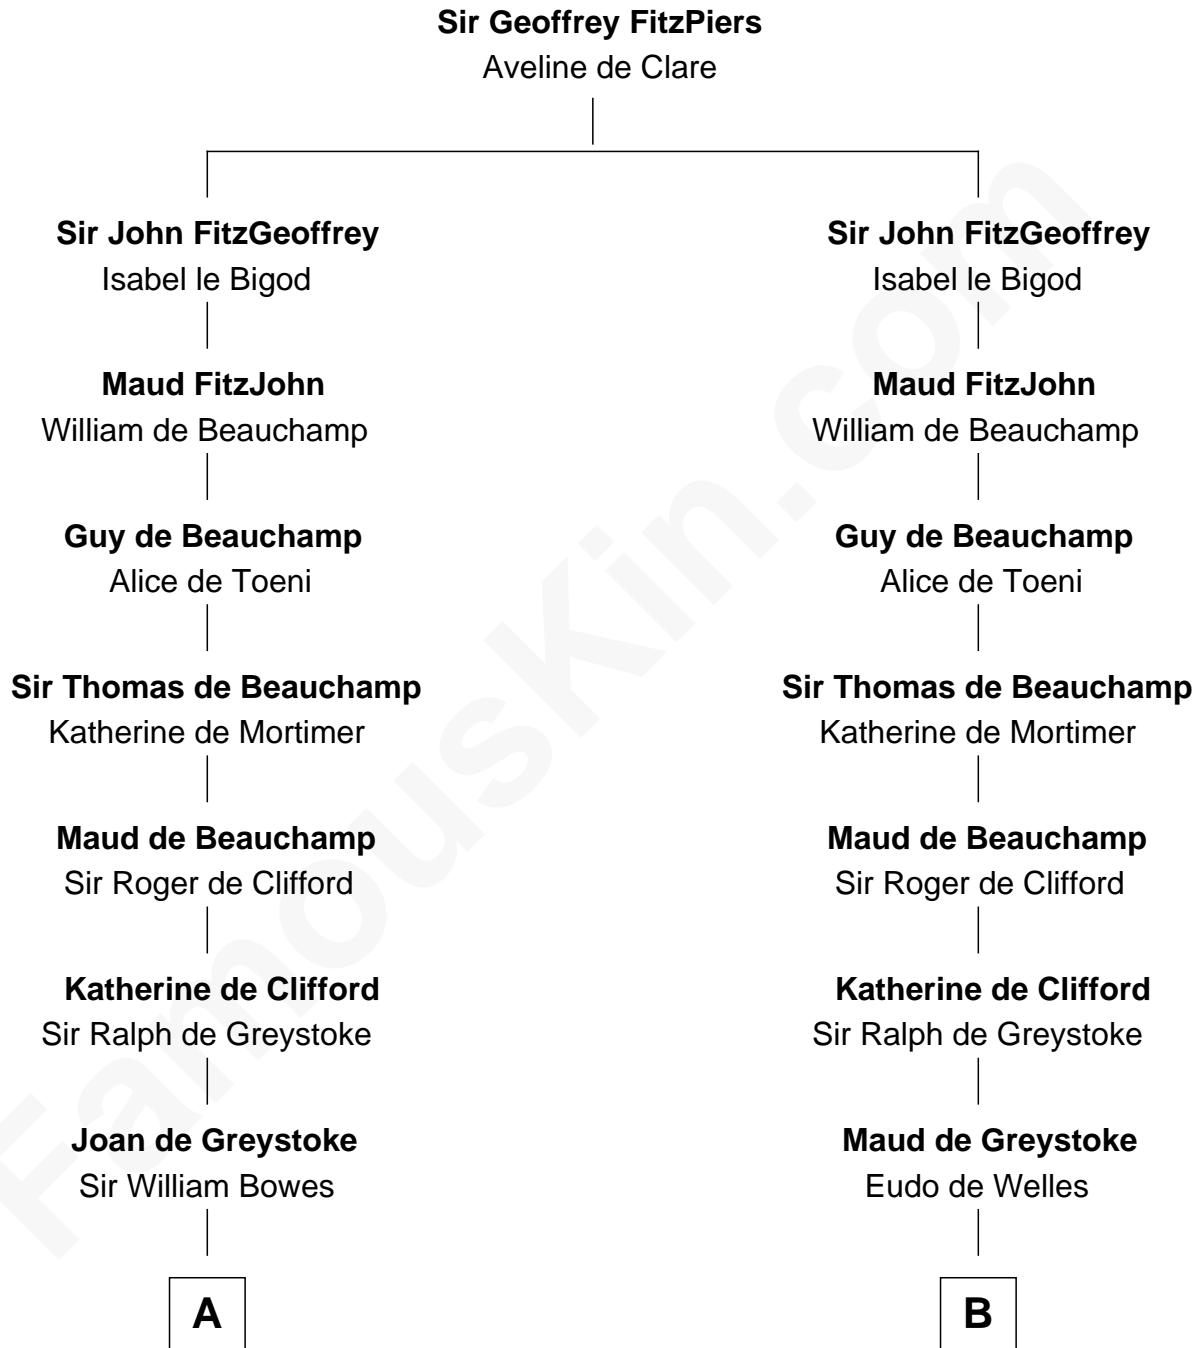 Sir Geoffrey FitzPiers
Aveline de Clare
Sir John FitzGeoffrey
Isabel le Bigod
Maud FitzJohn
William de Beauchamp
Guy de Beauchamp
Alice de Toeni
Sir Thomas de Beauchamp
Katherine de Mortimer
Maud de Beauchamp
Sir Roger de Clifford
Katherine de Clifford
Sir Ralph de Greystoke
Joan de Greystoke
Sir William Bowes
A
Sir John FitzGeoffrey
Isabel le Bigod
Maud FitzJohn
William de Beauchamp
Guy de Beauchamp
Alice de Toeni
Sir Thomas de Beauchamp
Katherine de Mortimer
Maud de Beauchamp
Sir Roger de Clifford
Katherine de Clifford
Sir Ralph de Greystoke
Maud de Greystoke
Eudo de Welles
B
FamousKin.com